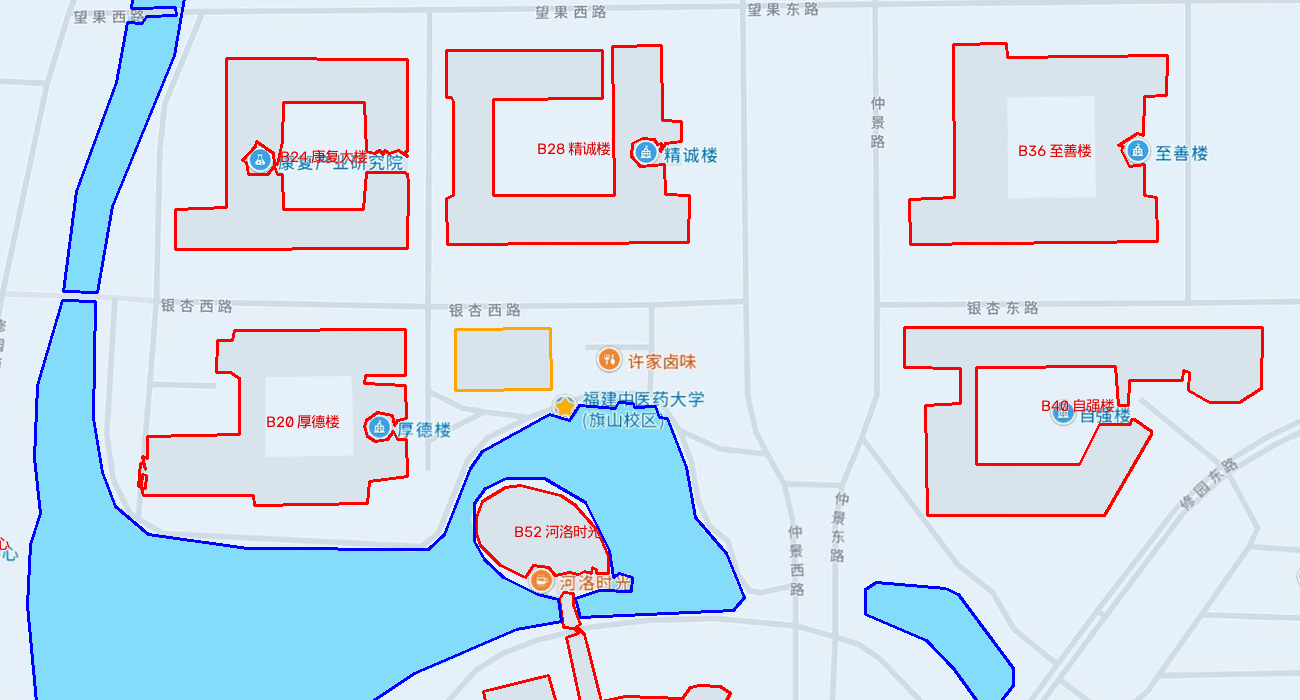 望果西路
望果西路
望果东路
仲景路
B24 康复大楼
康复产业研究院
B28 精诚楼
精诚楼
B36 至善楼
至善楼
银杏西路
银杏西路
银杏东路
许家卤味
福建中医药大学
(旗山校区)
B20 厚德楼
厚德楼
B40 自强楼
自强楼
修园东路
仲景东路
仲景西路
B52 河洛时光
河洛时光
心
心